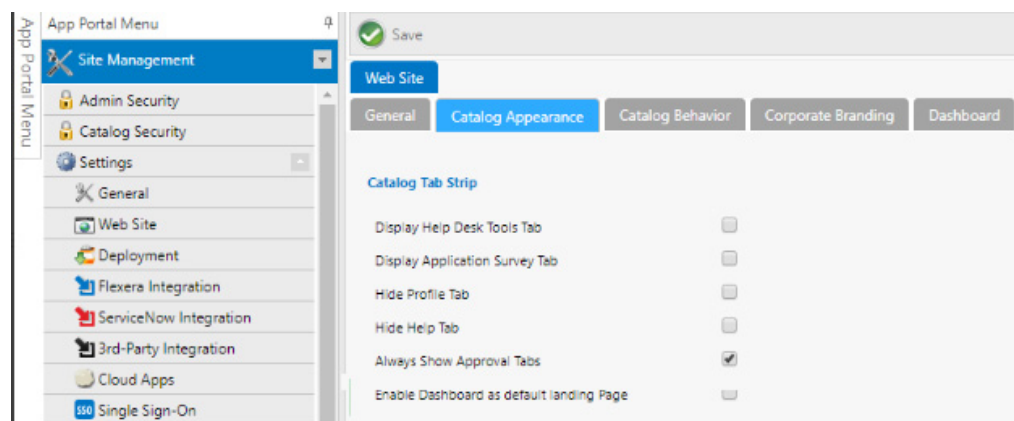 App Portal Menu
App Portal Menu
Site Management
Admin Security
Catalog Security
Settings
General
Web Site
Deployment
Flexera Integration
ServiceNow Integration
3rd-Party Integration
Cloud Apps
SSO Single Sign-On
Save
Web Site
General
Catalog Appearance
Catalog Behavior
Corporate Branding
Dashboard
Catalog Tab Strip
Display Help Desk Tools Tab
Display Application Survey Tab
Hide Profile Tab
Hide Help Tab
Always Show Approval Tabs
Enable Dashboard as default landing Page